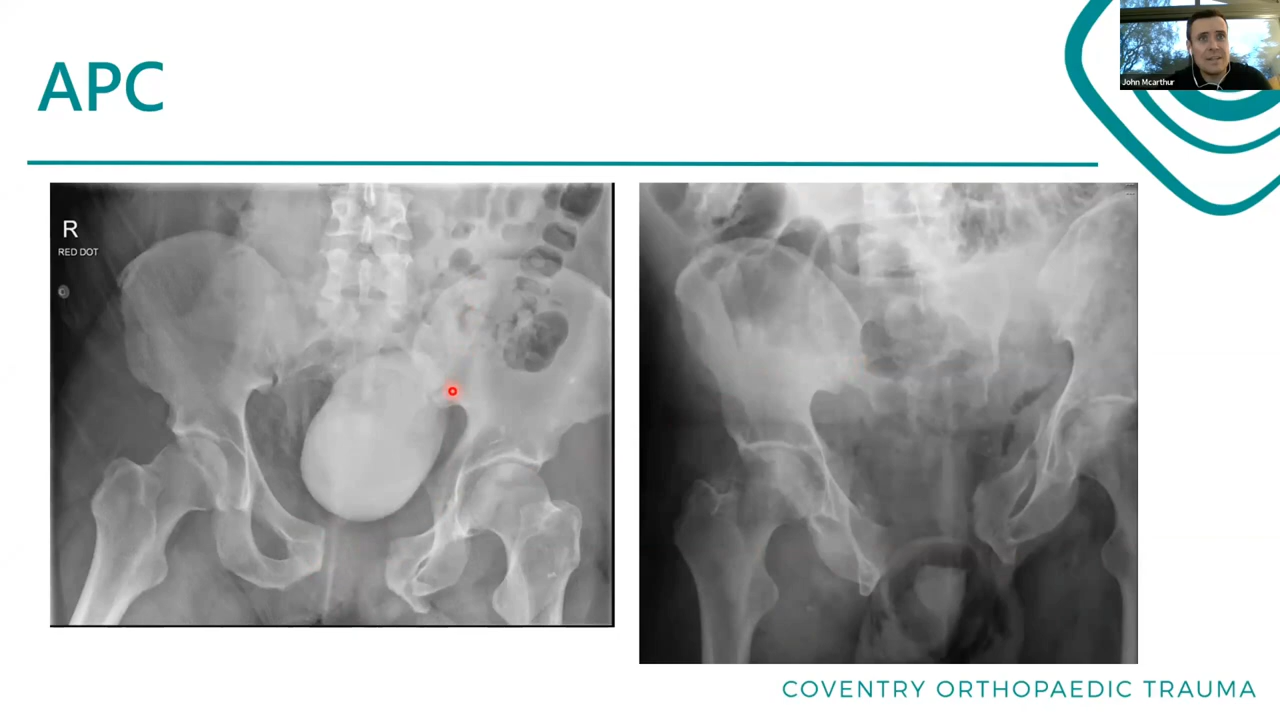 APC
John Mcarthur
R
RED DOT
COVENTRY ORTHOPAEDIC TRAUMA